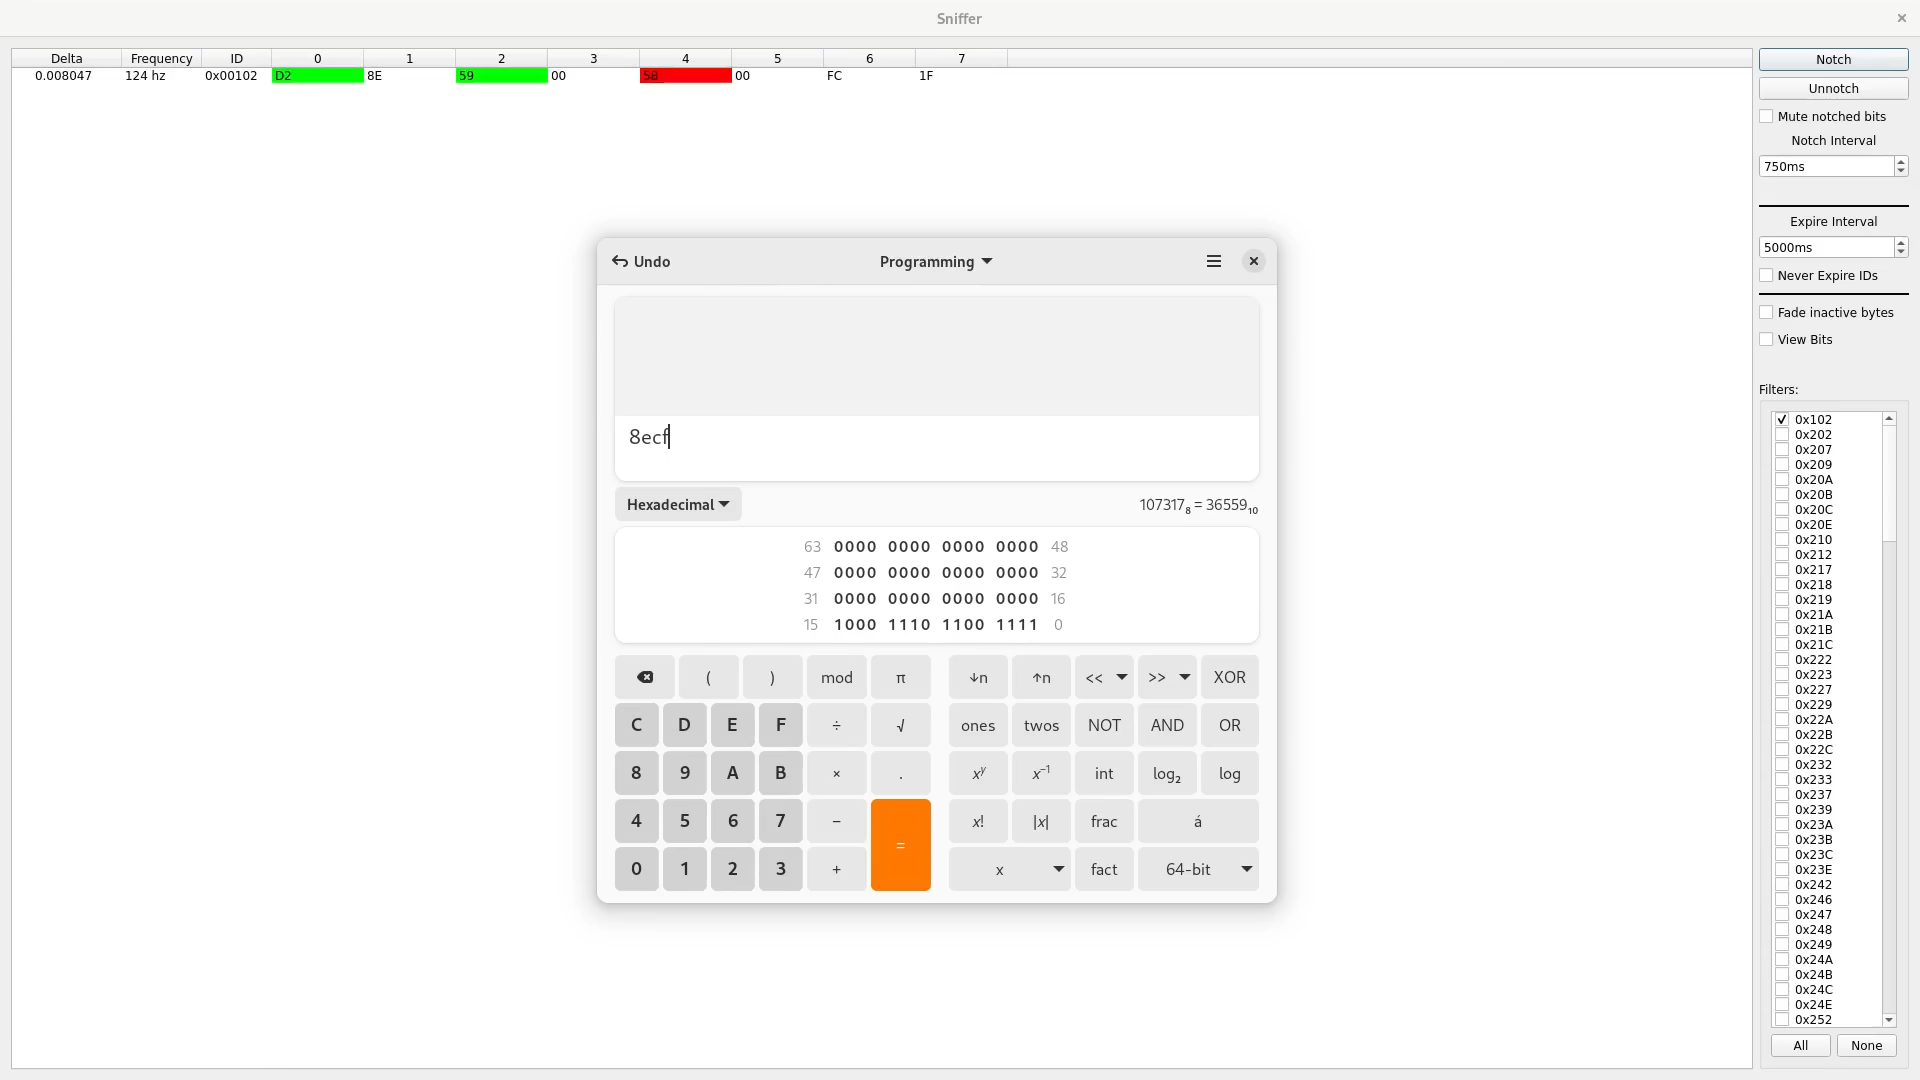 Sniffer
Delta Frequency ID 0 1 2 3 4 5 6 7
0.008047 124 hz 0x00102 D2 8E 59 00 58 00 FC 1F
Notch
Unnotch
Mute notched bits
Notch Interval
750ms
Expire Interval
5000ms
Never Expire IDs
Fade inactive bytes
View Bits
Filters:
0x102
0x202
0x207
0x209
0x20A
0x20B
0x20C
0x20E
0x210
0x212
0x217
0x218
0x219
0x21A
0x21B
0x21C
0x222
0x223
0x227
0x229
0x22A
0x22B
0x22C
0x232
0x233
0x237
0x239
0x23A
0x23B
0x23C
0x23E
0x242
0x246
0x247
0x248
0x249
0x24A
0x24B
0x24C
0x24E
0x252
All None
Undo Programming
8ecf
Hexadecimal 107317₈ = 36559₁₀
63 0000 0000 0000 0000 48
47 0000 0000 0000 0000 32
31 0000 0000 0000 0000 16
15 1000 1110 1100 1111 0
( ) mod π ↓n ↑n << >> XOR
C D E F ÷ √ ones twos NOT AND OR
8 9 A B × . xʸ x⁻¹ int log₂ log
4 5 6 7 − = x! |x| frac á
0 1 2 3 + x fact 64-bit